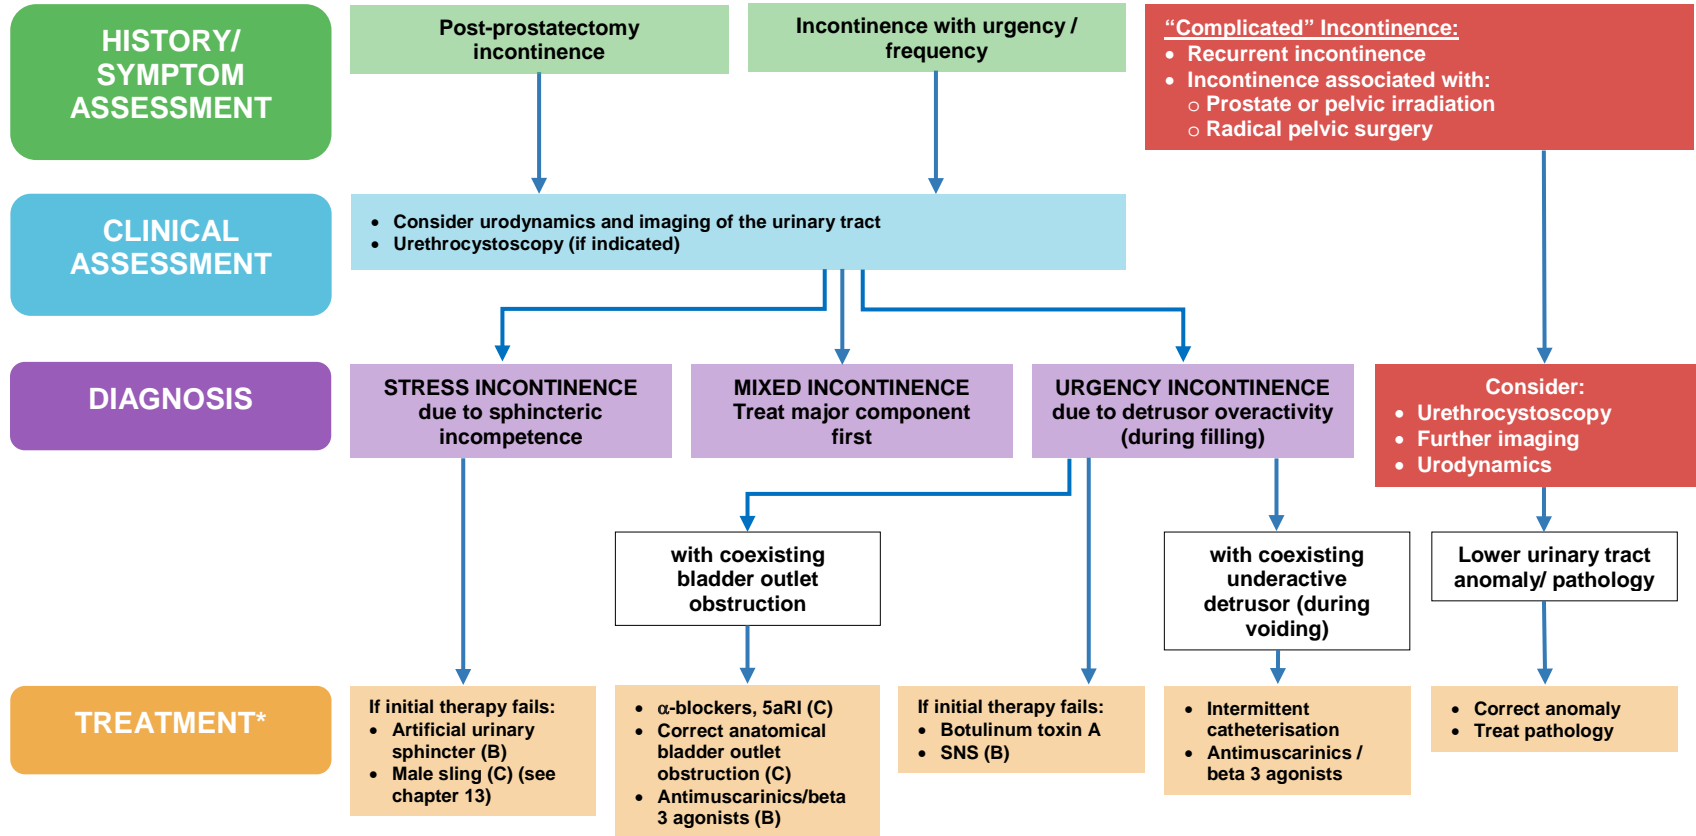 HISTORY/
SYMPTOM
ASSESSMENT
Post-prostatectomy
incontinence
Incontinence with urgency /
frequency
“Complicated” Incontinence:
• Recurrent incontinence
• Incontinence associated with:
o Prostate or pelvic irradiation
o Radical pelvic surgery
CLINICAL
ASSESSMENT
• Consider urodynamics and imaging of the urinary tract
• Urethrocystoscopy (if indicated)
DIAGNOSIS
STRESS INCONTINENCE
due to sphincteric
incompetence
MIXED INCONTINENCE
Treat major component
first
URGENCY INCONTINENCE
due to detrusor overactivity
(during filling)
Consider:
• Urethrocystoscopy
• Further imaging
• Urodynamics
with coexisting
bladder outlet
obstruction
with coexisting
underactive
detrusor (during
voiding)
Lower urinary tract
anomaly/ pathology
TREATMENT*
If initial therapy fails:
• Artificial urinary
sphincter (B)
• Male sling (C) (see
chapter 13)
• α-blockers, 5aRI (C)
• Correct anatomical
bladder outlet
obstruction (C)
• Antimuscarinics/beta
3 agonists (B)
If initial therapy fails:
• Botulinum toxin A
• SNS (B)
• Intermittent
catheterisation
• Antimuscarinics /
beta 3 agonists
• Correct anomaly
• Treat pathology